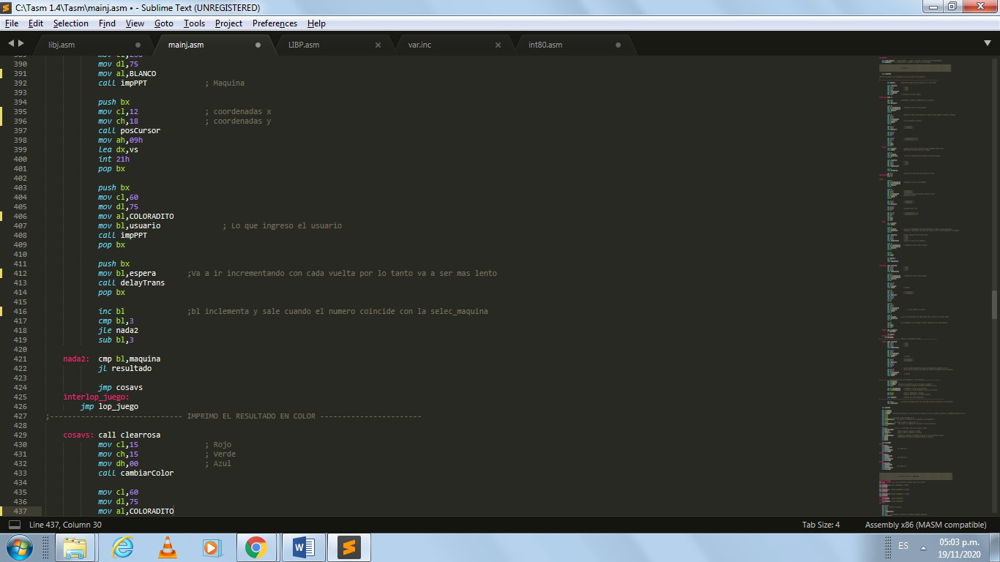 C:\Tasm 1.4\Tasm\mainj.asm • - Sublime Text (UNREGISTERED)
File Edit Selection Find View Goto Tools Project Preferences Help
libj.asm mainj.asm LIBP.asm var.inc int80.asm
390 mov dl,75
391 mov al,BLANCO
392 call impPPT ; Maquina
393
394 push bx
395 mov cl,12 ; coordenadas x
396 mov ch,18 ; coordenadas y
397 call posCursor
398 mov ah,09h
399 lea dx,vs
400 int 21h
401 pop bx
402
403 push bx
404 mov cl,60
405 mov dl,75
406 mov al,COLORADITO
407 mov bl,usuario ; Lo que ingreso el usuario
408 call impPPT
409 pop bx
410
411 push bx
412 mov bl,espera ;Va a ir incrementando con cada vuelta por lo tanto va a ser mas lento
413 call delayTrans
414 pop bx
415
416 inc bl ;bl inclementa y sale cuando el numero coincide con la selec_maquina
417 cmp bl,3
418 jle nada2
419 sub bl,3
420
421 nada2: cmp bl,maquina
422 jl resultado
423
424 jmp cosavs
425 interlop_juego:
426 jmp lop_juego
427 ;------------------------------ IMPRIMO EL RESULTADO EN COLOR -----------------------
428
429 cosavs: call clearrosa
430 mov cl,15 ; Rojo
431 mov ch,15 ; Verde
432 mov dh,00 ; Azul
433 call cambiarColor
434
435 mov cl,60
436 mov dl,75
437 mov al,COLORADITO
Line 437, Column 30 Tab Size: 4 Assembly x86 (MASM compatible)
ES 05:03 p.m.
19/11/2020